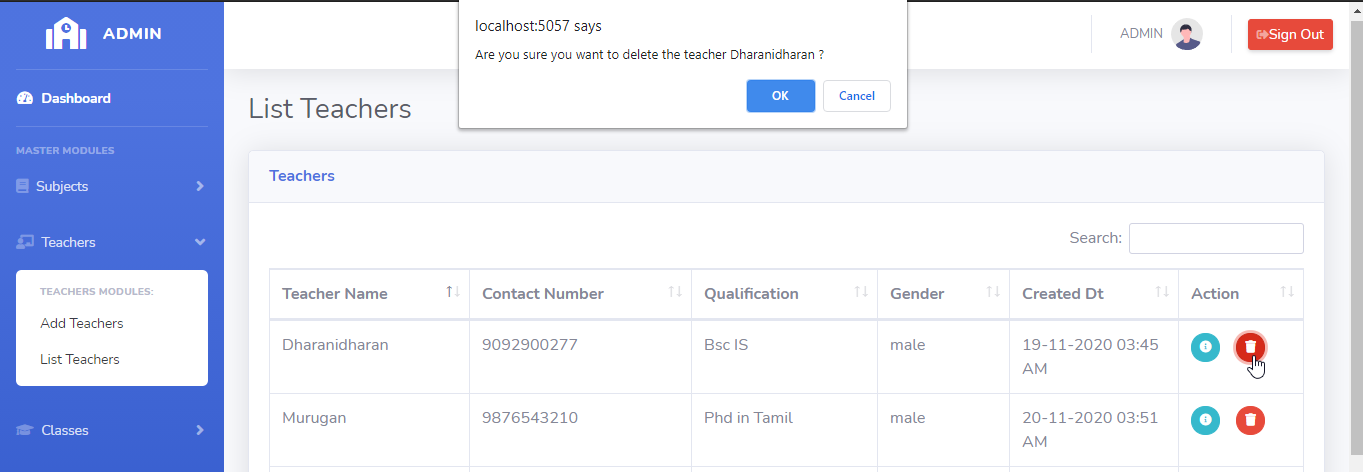 localhost:5057 says
Are you sure you want to delete the teacher Dharanidharan ?
OK
Cancel
ADMIN
ADMIN
Sign Out
Dashboard
MASTER MODULES
Subjects
Teachers
TEACHERS MODULES:
Add Teachers
List Teachers
Classes
List Teachers
Teachers
Search:
Teacher Name Contact Number Qualification Gender Created Dt Action
Dharanidharan 9092900277 Bsc IS male 19-11-2020 03:45
AM
Murugan 9876543210 Phd in Tamil male 20-11-2020 03:51
AM